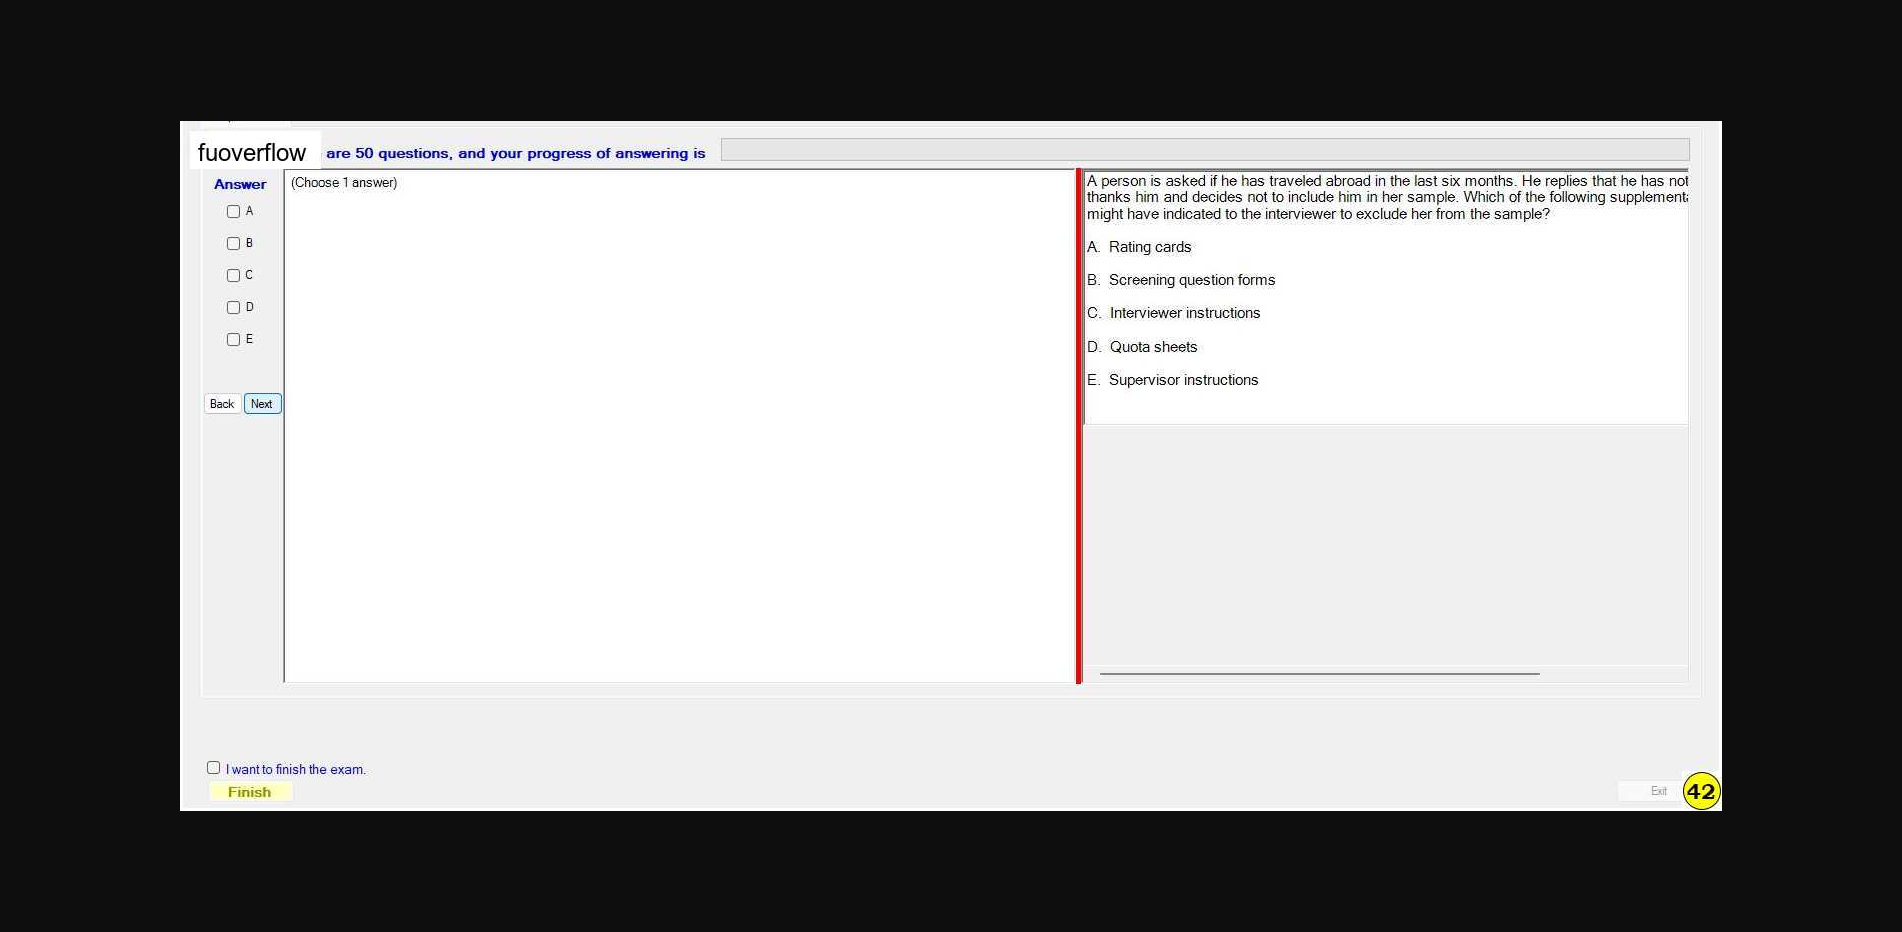 fuoverflow are 50 questions, and your progress of answering is
Answer
(Choose 1 answer)
A
B
C
D
E
Back Next
A person is asked if he has traveled abroad in the last six months. He replies that he has not
thanks him and decides not to include him in her sample. Which of the following supplement
might have indicated to the interviewer to exclude her from the sample?
A. Rating cards
B. Screening question forms
C. Interviewer instructions
D. Quota sheets
E. Supervisor instructions
I want to finish the exam.
Finish
Exit
42